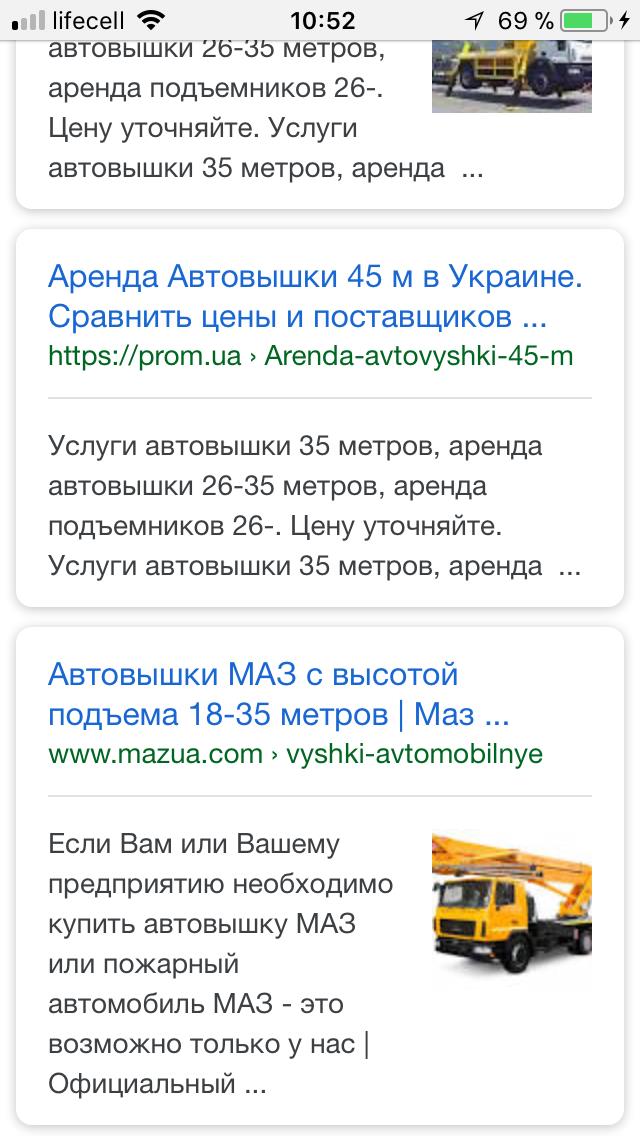 lifecell 10:52 69 %
автовышки 26-35 метров,
аренда подъемников 26-.
Цену уточняйте. Услуги
автовышки 35 метров, аренда ...
Аренда Автовышки 45 м в Украине.
Сравнить цены и поставщиков ...
https://prom.ua › Arenda-avtovyshki-45-m
Услуги автовышки 35 метров, аренда
автовышки 26-35 метров, аренда
подъемников 26-. Цену уточняйте.
Услуги автовышки 35 метров, аренда ...
Автовышки МАЗ с высотой
подъема 18-35 метров | Маз ...
www.mazua.com › vyshki-avtomobilnye
Если Вам или Вашему
предприятию необходимо
купить автовышку МАЗ
или пожарный
автомобиль МАЗ - это
возможно только у нас |
Официальный ...